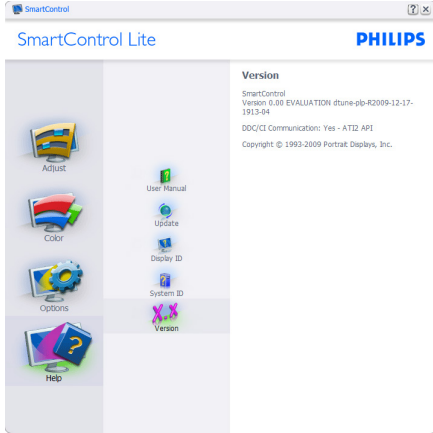 SmartControl
SmartControl Lite
PHILIPS
Adjust
Color
Options
Help
User Manual
Update
Display ID
System ID
X.X
Version
Version
SmartControl
Version 0.00 EVALUATION dtune-plp-R2009-12-17-
1913-04
DDC/CI Communication: Yes - ATI2 API
Copyright © 1993-2009 Portrait Displays, Inc.